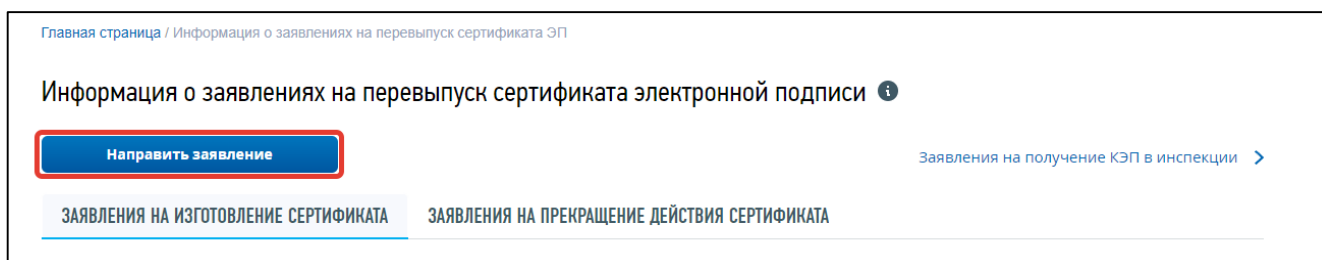 Главная страница / Информация о заявлениях на перевыпуск сертификата ЭП
Информация о заявлениях на перевыпуск сертификата электронной подписи
Направить заявление
Заявления на получение КЭП в инспекции
ЗАЯВЛЕНИЯ НА ИЗГОТОВЛЕНИЕ СЕРТИФИКАТА
ЗАЯВЛЕНИЯ НА ПРЕКРАЩЕНИЕ ДЕЙСТВИЯ СЕРТИФИКАТА